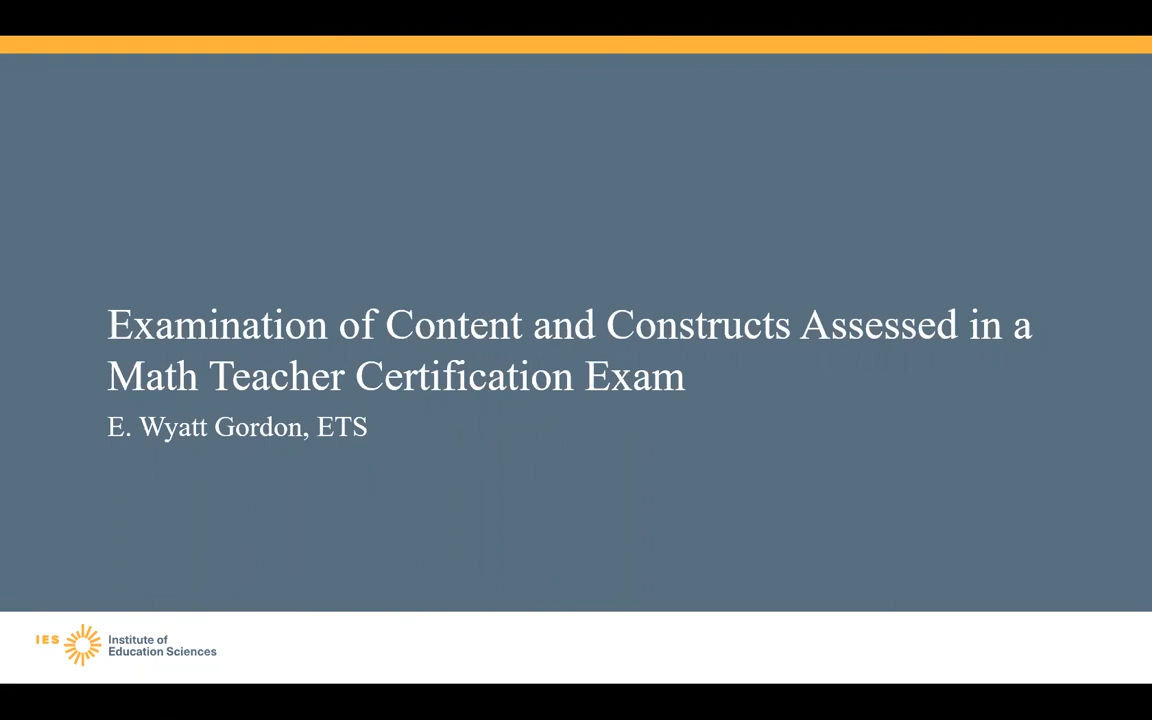 Examination of Content and Constructs Assessed in a
Math Teacher Certification Exam
E. Wyatt Gordon, ETS
IES
Institute of
Education Sciences